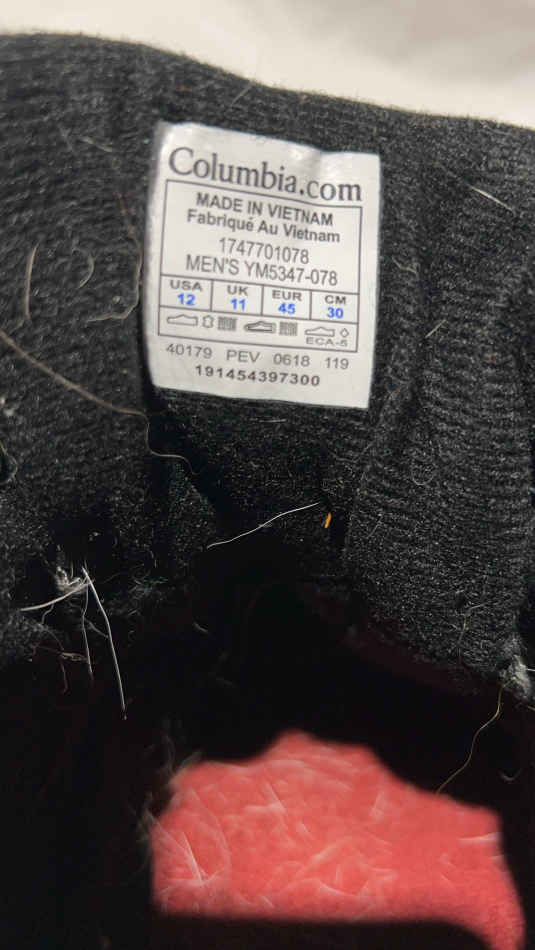 Columbia.com
MADE IN VIETNAM
Fabriqué Au Vietnam
1747701078
MEN'S YM5347-078
USA UK EUR CM
12 11 45 30
ECA-5
40179 PEV 0618 119
191454397300